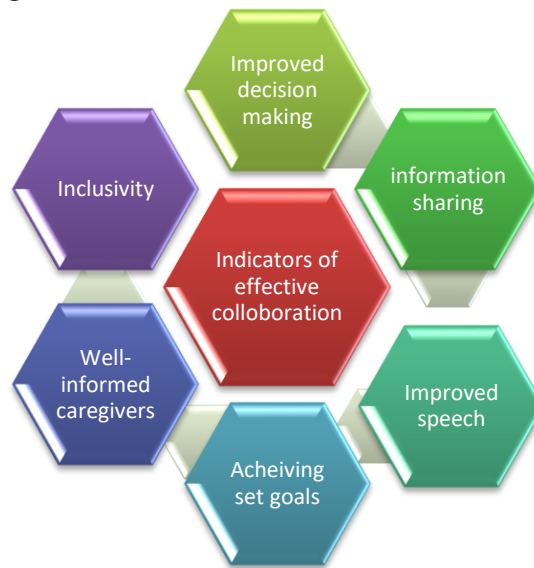 Improved
decision
making
Inclusivity
information
sharing
Indicators of
effective
colloboration
Well-
informed
caregivers
Improved
speech
Acheiving
set goals